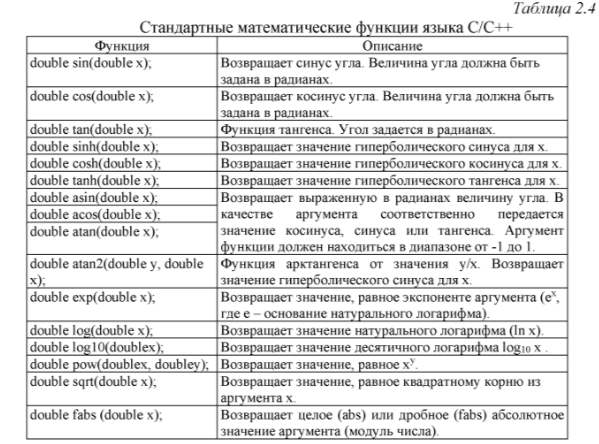 Таблица 2.4
Стандартные математические функции языка C/C++
Функция Описание
double sin(double x); Возвращает синус угла. Величина угла должна быть
задана в радианах.
double cos(double x); Возвращает косинус угла. Величина угла должна быть
задана в радианах.
double tan(double x); Функция тангенса. Угол задается в радианах.
double sinh(double x); Возвращает значение гиперболического синуса для x.
double cosh(double x); Возвращает значение гиперболического косинуса для x.
double tanh(double x); Возвращает значение гиперболического тангенса для x.
double asin(double x); Возвращает выраженную в радианах величину угла. В
double acos(double x); качестве аргумента соответственно передается
double atan(double x); значение косинуса, синуса или тангенса. Аргумент
функции должен находиться в диапазоне от -1 до 1.
double atan2(double y, double Функция арктангенса от значения y/x. Возвращает
x); значение гиперболического синуса для x.
double exp(double x); Возвращает значение, равное экспоненте аргумента (eˣ,
где e – основание натурального логарифма).
double log(double x); Возвращает значение натурального логарифма (ln x).
double log10(doublex); Возвращает значение десятичного логарифма log₁₀ x .
double pow(doublex, doubley); Возвращает значение, равное xʸ.
double sqrt(double x); Возвращает значение, равное квадратному корню из
аргумента x.
double fabs (double x); Возвращает целое (abs) или дробное (fabs) абсолютное
значение аргумента (модуль числа).